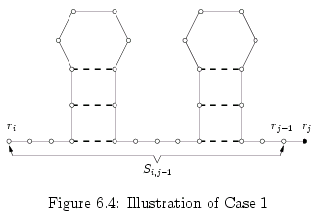 r_i r_{j-1} r_j
S_{i,j-1}
Figure 6.4: Illustration of Case 1